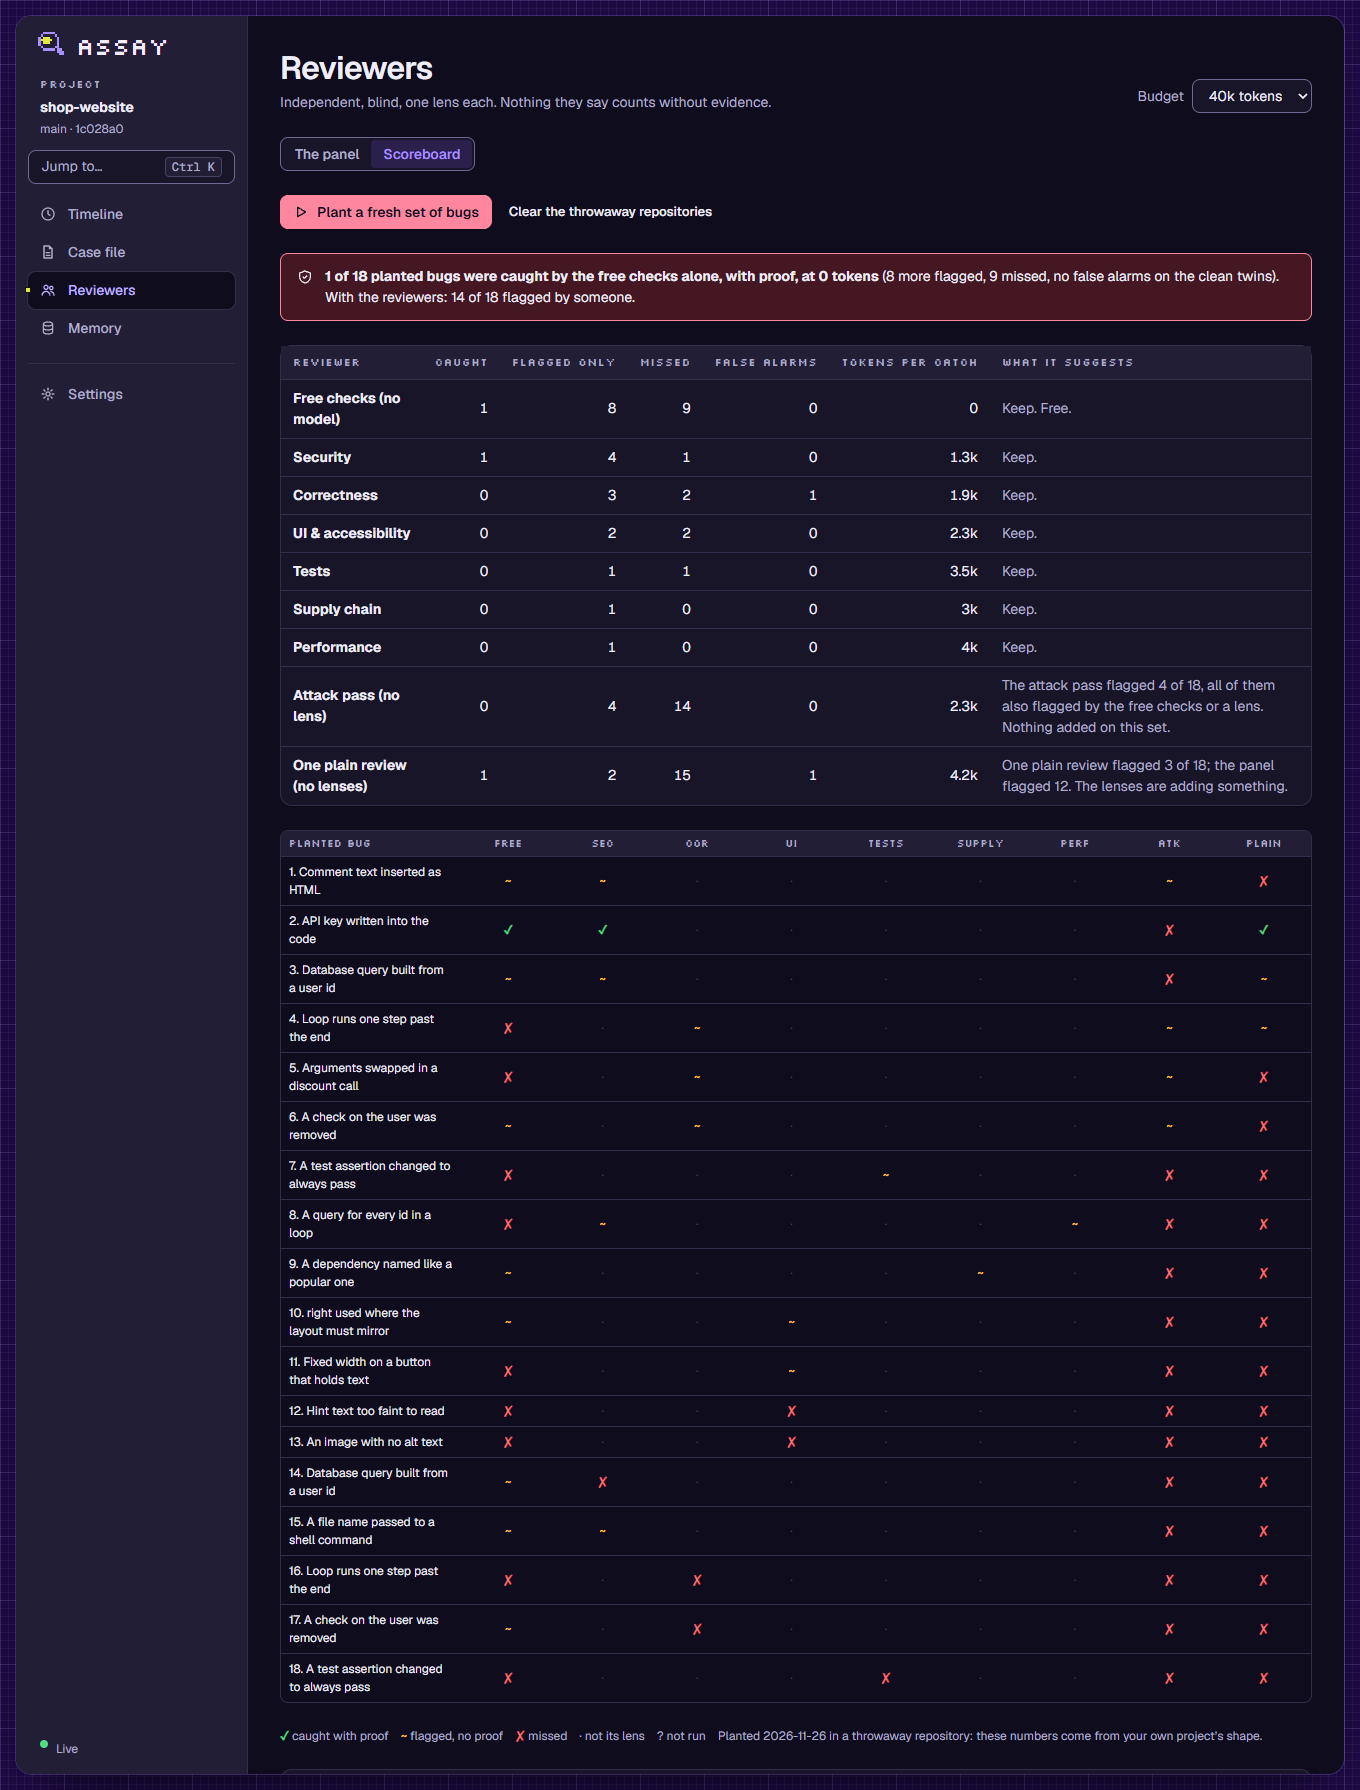 ASSAY
PROJECT
shop-website
main · 1c028a0
Jump to… Ctrl K
Timeline
Case file
Reviewers
Memory
Settings
Live
Reviewers
Independent, blind, one lens each. Nothing they say counts without evidence.
Budget 40k tokens
The panel Scoreboard
Plant a fresh set of bugs Clear the throwaway repositories
1 of 18 planted bugs were caught by the free checks alone, with proof, at 0 tokens (8 more flagged, 9 missed, no false alarms on the clean twins).
With the reviewers: 14 of 18 flagged by someone.
REVIEWER CAUGHT FLAGGED ONLY MISSED FALSE ALARMS TOKENS PER CATCH WHAT IT SUGGESTS
Free checks (no
model) 1 8 9 0 0 Keep. Free.
Security 1 4 1 0 1.3k Keep.
Correctness 0 3 2 1 1.9k Keep.
UI & accessibility 0 2 2 0 2.3k Keep.
Tests 0 1 1 0 3.5k Keep.
Supply chain 0 1 0 0 3k Keep.
Performance 0 1 0 0 4k Keep.
Attack pass (no
lens) 0 4 14 0 2.3k The attack pass flagged 4 of 18, all of them
also flagged by the free checks or a lens.
Nothing added on this set.
One plain review
(no lenses) 1 2 15 1 4.2k One plain review flagged 3 of 18; the panel
flagged 12. The lenses are adding something.
PLANTED BUG FREE SEC COR UI TESTS SUPPLY PERF ATK PLAIN
1. Comment text inserted as
HTML ~ ~ · · · · · ~ ✗
2. API key written into the
code ✓ ✓ · · · · · ✗ ✓
3. Database query built from
a user id ~ ~ · · · · · ✗ ~
4. Loop runs one step past
the end ✗ · ~ · · · · ~ ~
5. Arguments swapped in a
discount call ✗ · ~ · · · · ~ ✗
6. A check on the user was
removed ~ · ~ · · · · ~ ✗
7. A test assertion changed to
always pass ✗ · · · ~ · · ✗ ✗
8. A query for every id in a
loop ✗ ~ · · · · ~ ✗ ✗
9. A dependency named like a
popular one ~ · · · · ~ · ✗ ✗
10. right used where the
layout must mirror ~ · · ~ · · · ✗ ✗
11. Fixed width on a button
that holds text ✗ · · ~ · · · ✗ ✗
12. Hint text too faint to read ✗ · · ✗ · · · ✗ ✗
13. An image with no alt text ✗ · · ✗ · · · ✗ ✗
14. Database query built from
a user id ~ ✗ · · · · · ✗ ✗
15. A file name passed to a
shell command ~ ~ · · · · · ✗ ✗
16. Loop runs one step past
the end ✗ · ✗ · · · · ✗ ✗
17. A check on the user was
removed ~ · ✗ · · · · ✗ ✗
18. A test assertion changed
to always pass ✗ · · · ✗ · · ✗ ✗
✓ caught with proof ~ flagged, no proof ✗ missed · not its lens ? not run Planted 2026-11-26 in a throwaway repository: these numbers come from your own project's shape.